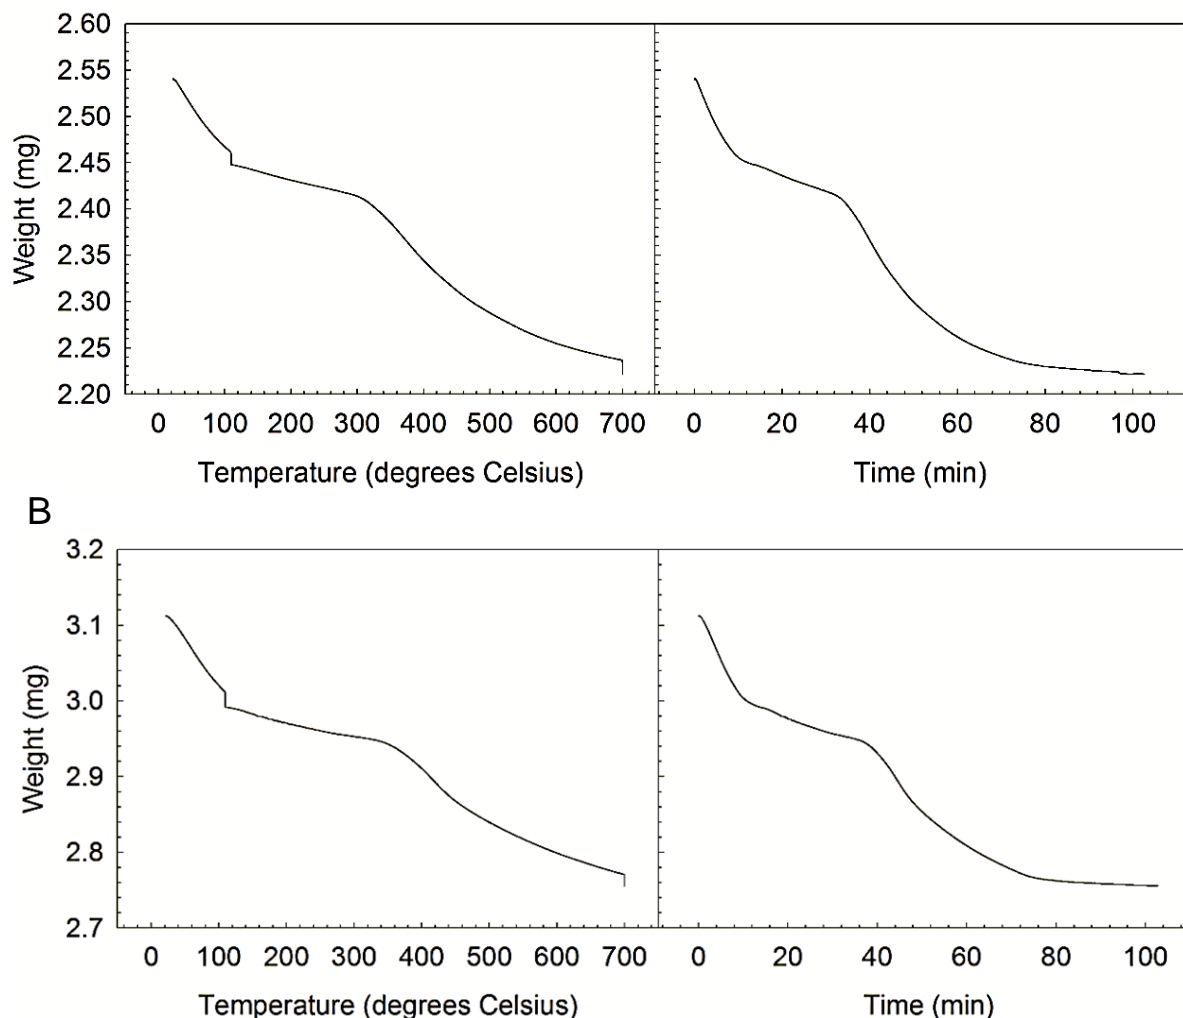 2.60
2.55
2.50
2.45
2.40
2.35
2.30
2.25
2.20
Weight (mg)
0 100 200 300 400 500 600 700 0 20 40 60 80 100
Temperature (degrees Celsius) Time (min)
B
3.2
3.1
3.0
2.9
2.8
2.7
Weight (mg)
0 100 200 300 400 500 600 700 0 20 40 60 80 100
Temperature (degrees Celsius) Time (min)